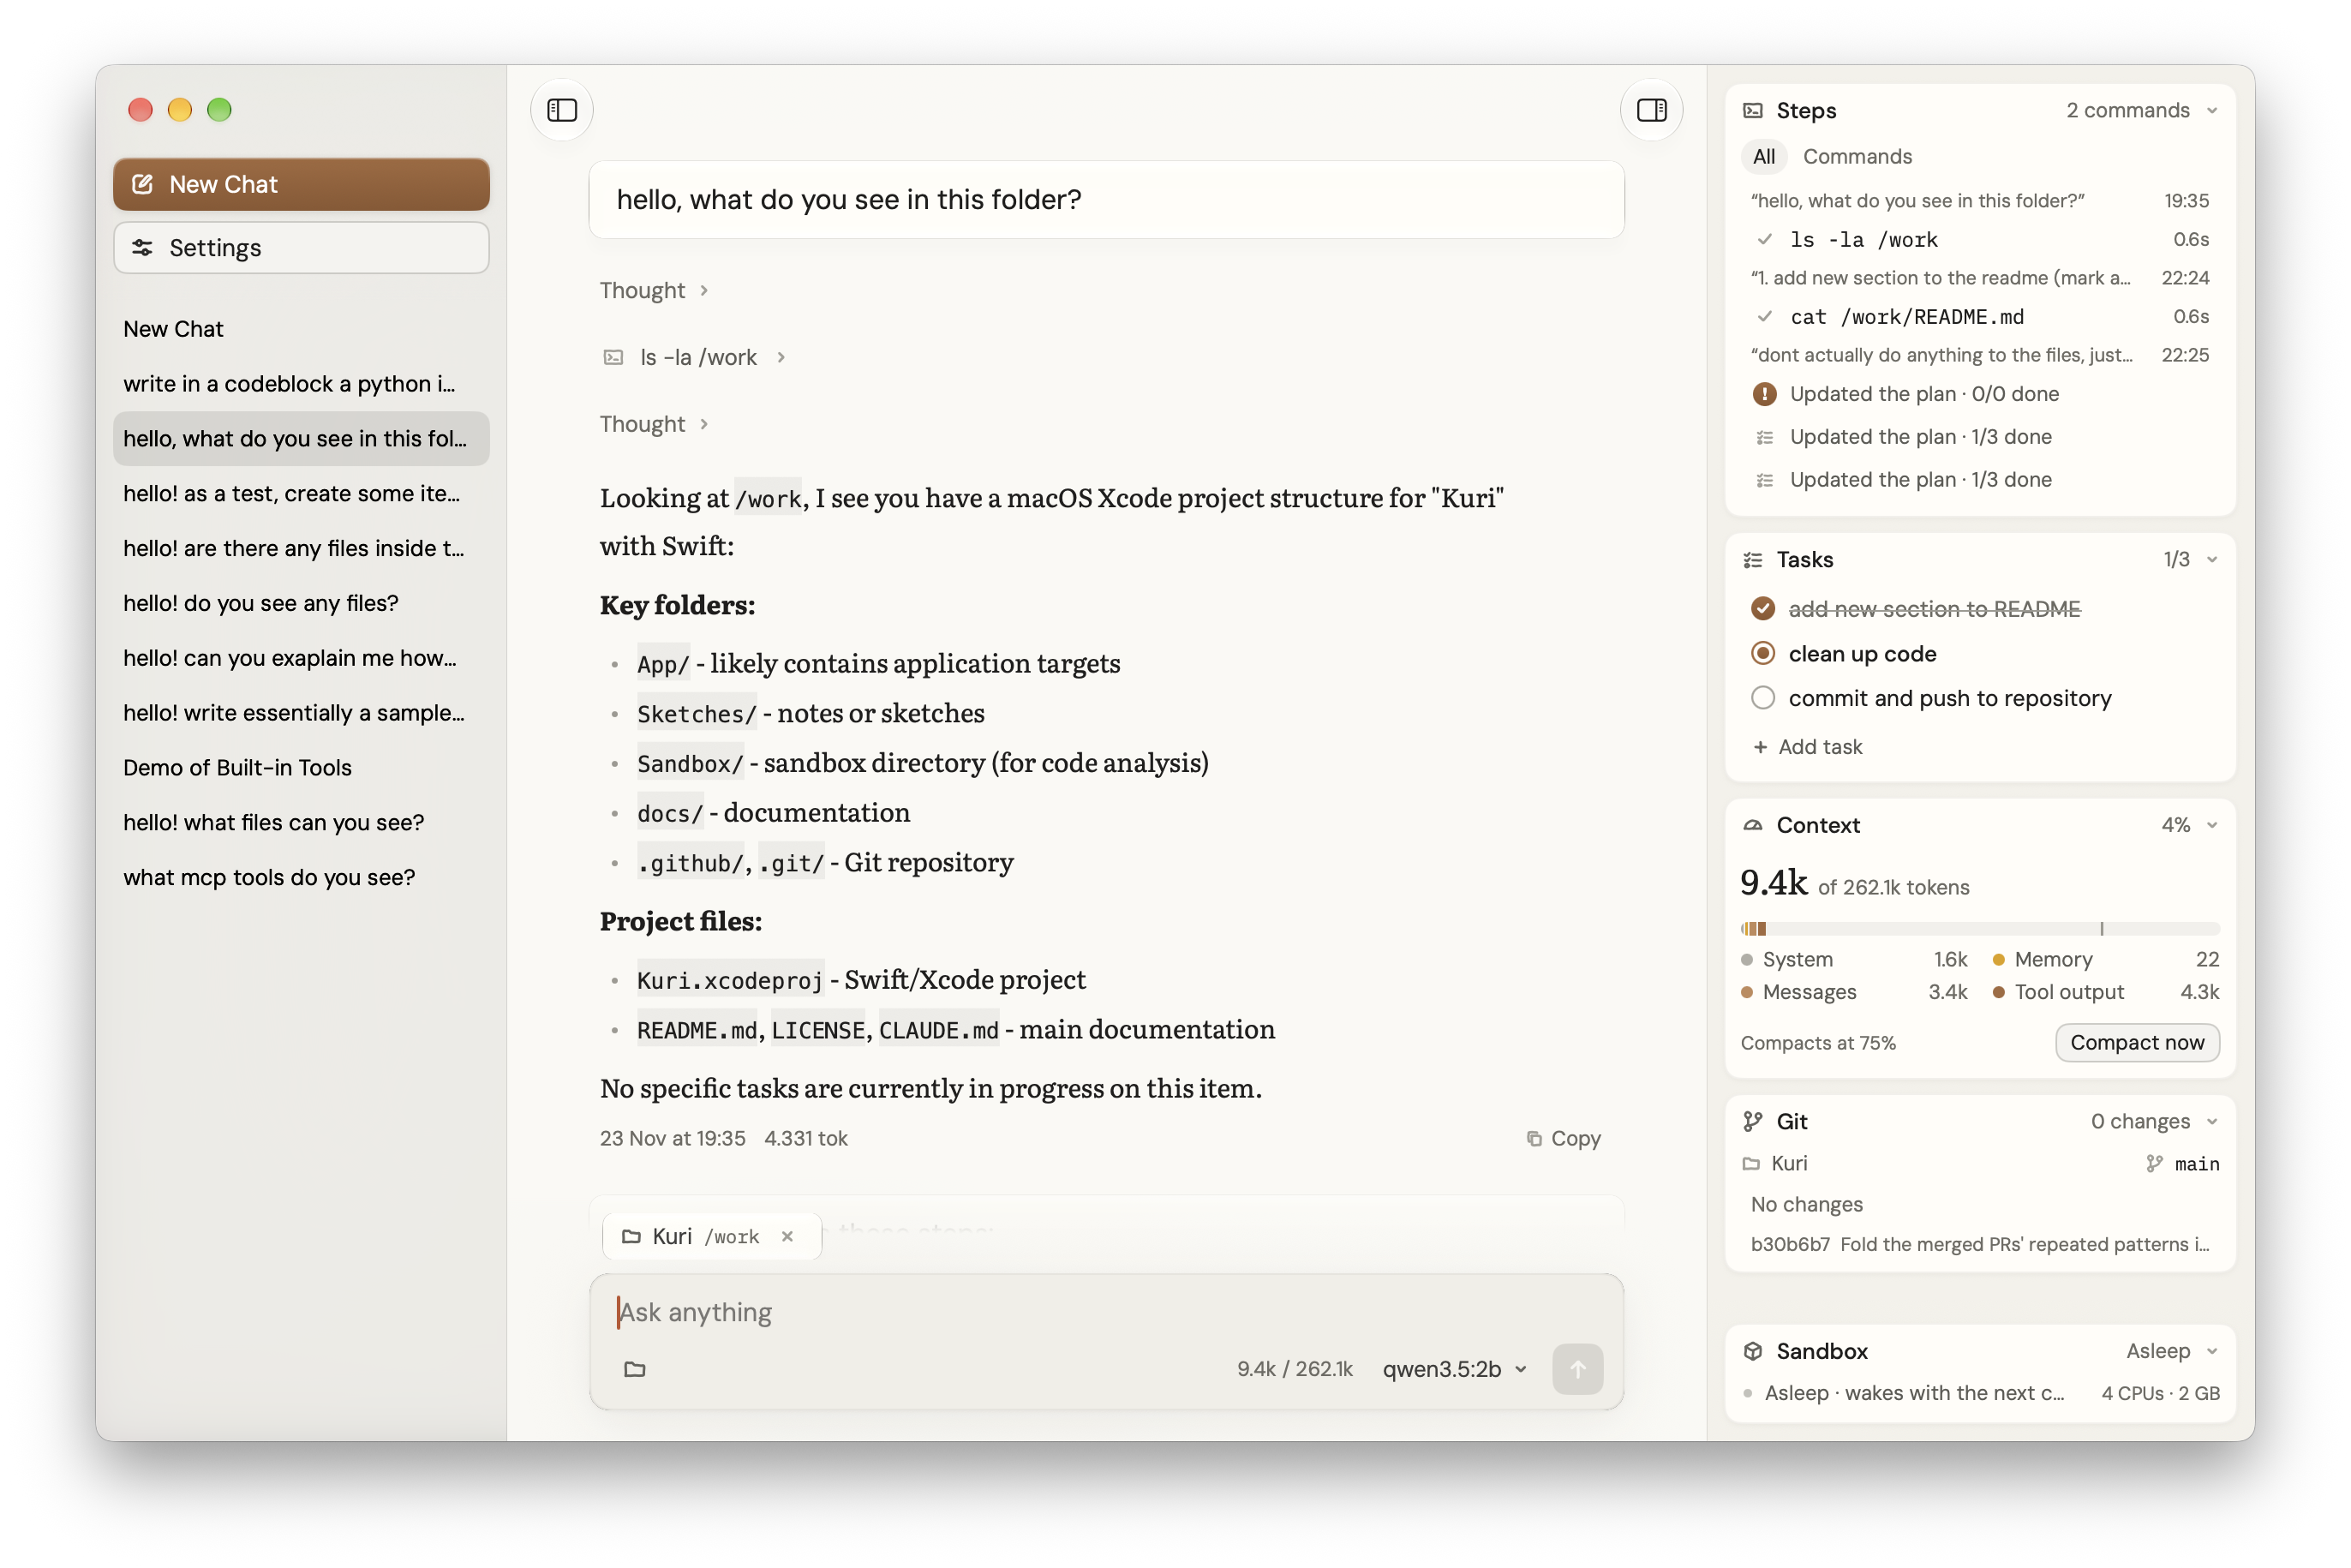 New Chat
Settings
New Chat
write in a codeblock a python i...
hello, what do you see in this fol...
hello! as a test, create some ite...
hello! are there any files inside t...
hello! do you see any files?
hello! can you exaplain me how...
hello! write essentially a sample...
Demo of Built-in Tools
hello! what files can you see?
what mcp tools do you see?
hello, what do you see in this folder?
Thought
ls -la /work
Thought
Looking at /work, I see you have a macOS Xcode project structure for "Kuri"
with Swift:
Key folders:
• App/ - likely contains application targets
• Sketches/ - notes or sketches
• Sandbox/ - sandbox directory (for code analysis)
• docs/ - documentation
• .github/, .git/ - Git repository
Project files:
• Kuri.xcodeproj - Swift/Xcode project
• README.md, LICENSE, CLAUDE.md - main documentation
No specific tasks are currently in progress on this item.
23 Nov at 19:35 4.331 tok Copy
these steps:
Kuri /work
Ask anything
9.4k / 262.1k qwen3.5:2b
Steps 2 commands
All Commands
“hello, what do you see in this folder?” 19:35
ls -la /work 0.6s
“1. add new section to the readme (mark a... 22:24
cat /work/README.md 0.6s
“dont actually do anything to the files, just... 22:25
Updated the plan · 0/0 done
Updated the plan · 1/3 done
Updated the plan · 1/3 done
Tasks 1/3
add new section to README
clean up code
commit and push to repository
+ Add task
Context 4%
9.4k of 262.1k tokens
System 1.6k Memory 22
Messages 3.4k Tool output 4.3k
Compacts at 75% Compact now
Git 0 changes
Kuri main
No changes
b30b6b7 Fold the merged PRs' repeated patterns i...
Sandbox Asleep
Asleep · wakes with the next c... 4 CPUs · 2 GB